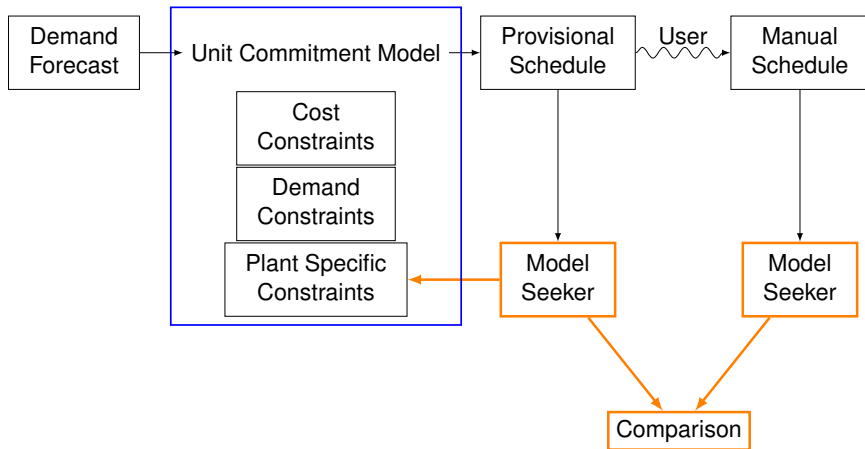 Demand
Forecast
Unit Commitment Model
Provisional
Schedule
User
Manual
Schedule
Cost
Constraints
Demand
Constraints
Plant Specific
Constraints
Model
Seeker
Model
Seeker
Comparison